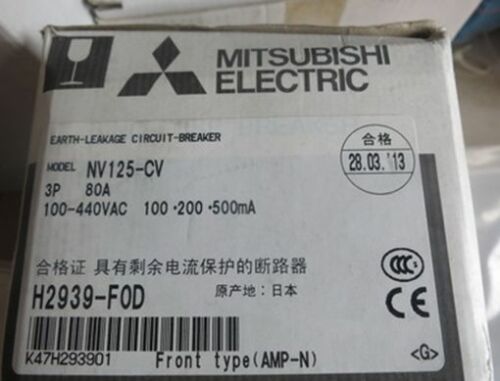 MITSUBISHI
ELECTRIC
EARTH-LEAKAGE CIRCUIT-BREAKER
MODEL NV125-CV
3P 80A
100-440VAC 100・200・500mA
合格
28.03.'13
合格证 具有剩余电流保护的断路器
H2939-F0D 原产地:日本
CCC
CE
K47H293901 Front type(AMP-N) <G>